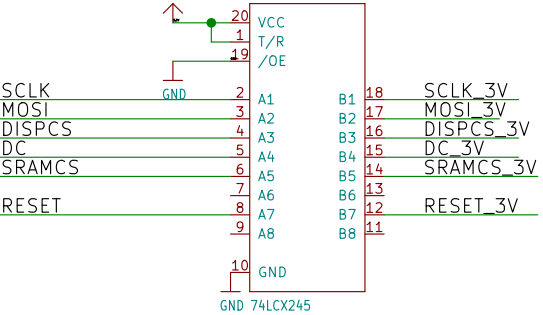 20 VCC
1 T/R
19 /OE
GND
SCLK 2 A1 B1 18 SCLK_3V
MOSI 3 A2 B2 17 MOSI_3V
DISPCS 4 A3 B3 16 DISPCS_3V
DC 5 A4 B4 15 DC_3V
SRAMCS 6 A5 B5 14 SRAMCS_3V
7 A6 B6 13
RESET 8 A7 B7 12 RESET_3V
9 A8 B8 11
10 GND
GND 74LCX245